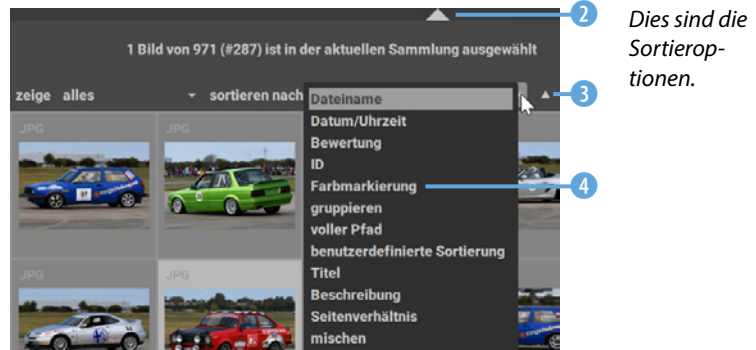 2
Dies sind die
Sortierop-
tionen.
1 Bild von 971 (#287) ist in der aktuellen Sammlung ausgewählt
zeige alles sortieren nach
3
JPG
JPG
Dateiname
Datum/Uhrzeit
Bewertung
ID
Farbmarkierung
4
gruppieren
voller Pfad
benutzerdefinierte Sortierung
JPG
JPG
Titel
Beschreibung
Seitenverhältnis
mischen